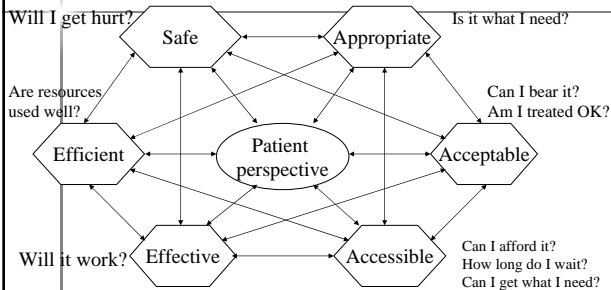 Will I get hurt?
Safe
Appropriate
Is it what I need?
Are resources
used well?
Can I bear it?
Am I treated OK?
Efficient
Patient
perspective
Acceptable
Will it work?
Effective
Accessible
Can I afford it?
How long do I wait?
Can I get what I need?